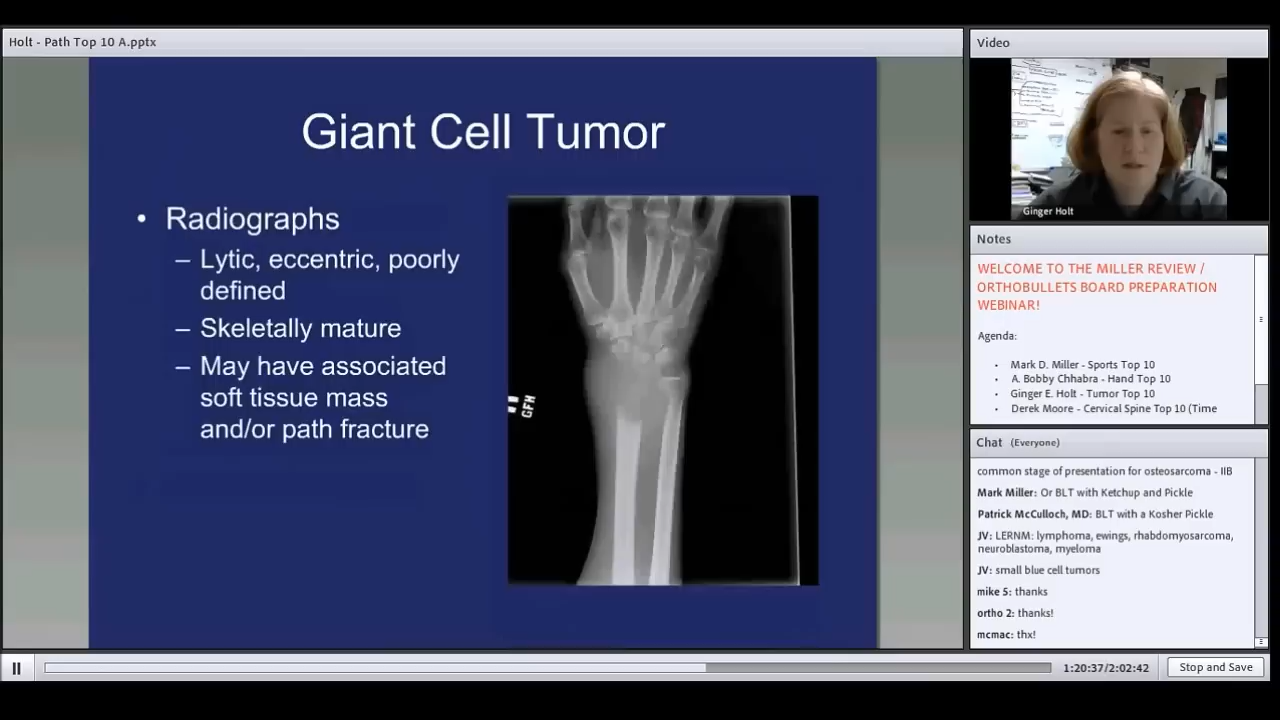 Holt - Path Top 10 A.pptx
Giant Cell Tumor
• Radiographs
– Lytic, eccentric, poorly
defined
– Skeletally mature
– May have associated
soft tissue mass
and/or path fracture
GFH
Video
Ginger Holt
Notes
WELCOME TO THE MILLER REVIEW /
ORTHOBULLETS BOARD PREPARATION
WEBINAR!
Agenda:
• Mark D. Miller - Sports Top 10
• A. Bobby Chhabra - Hand Top 10
• Ginger E. Holt - Tumor Top 10
• Derek Moore - Cervical Spine Top 10 (Time
Chat (Everyone)
common stage of presentation for osteosarcoma - IIB
Mark Miller: Or BLT with Ketchup and Pickle
Patrick McCulloch, MD: BLT with a Kosher Pickle
JV: LERNM: lymphoma, ewings, rhabdomyosarcoma,
neuroblastoma, myeloma
JV: small blue cell tumors
mike 5: thanks
ortho 2: thanks!
mcmac: thx!
1:20:37/2:02:42
Stop and Save